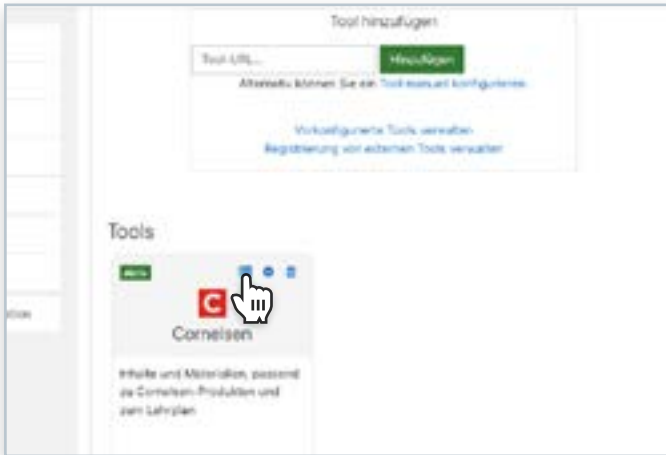 Tool hinzufügen
Tool-URL...
Hinzufügen
Alternativ können Sie ein Tool manuell konfigurieren.
Vorkonfigurierte Tools verwalten
Registrierung von externen Tools verwalten
Tools
C
Cornelsen
Inhalte und Materialien, passend
zu Cornelsen-Produkten und
zum Lehrplan